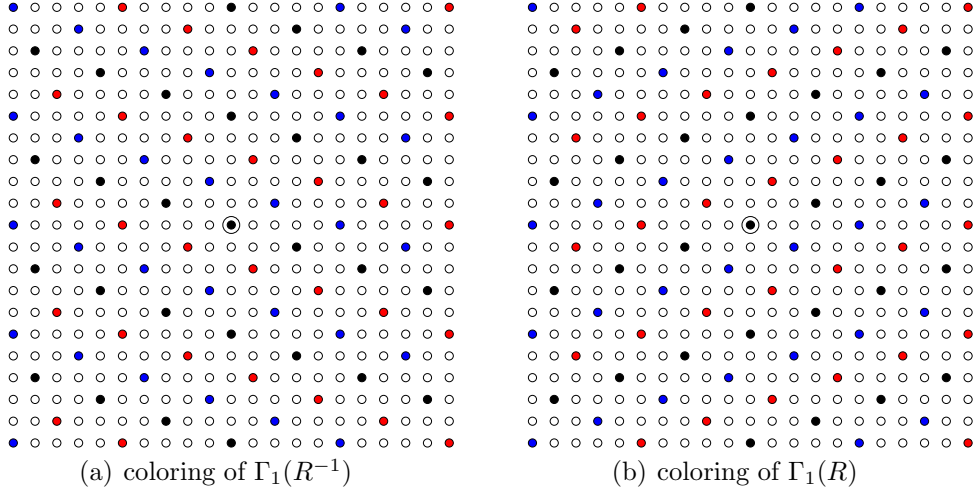 (a) coloring of Γ₁(R⁻¹)
(b) coloring of Γ₁(R)